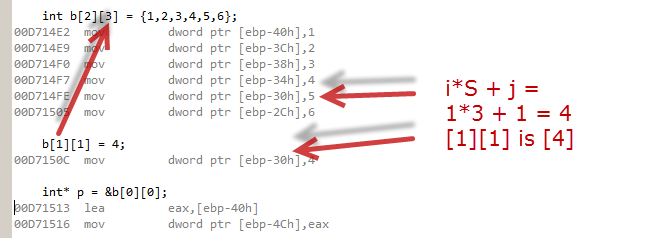 int b[2][3] = {1,2,3,4,5,6};
00D714E2 mov dword ptr [ebp-40h],1
00D714E9 mov dword ptr [ebp-3Ch],2
00D714F0 mov dword ptr [ebp-38h],3
00D714F7 mov dword ptr [ebp-34h],4
00D714FE mov dword ptr [ebp-30h],5
00D71505 mov dword ptr [ebp-2Ch],6
i*S + j =
1*3 + 1 = 4
[1][1] is [4]
b[1][1] = 4;
00D7150C mov dword ptr [ebp-30h],4
int* p = &b[0][0];
00D71513 lea eax,[ebp-40h]
00D71516 mov dword ptr [ebp-4Ch],eax